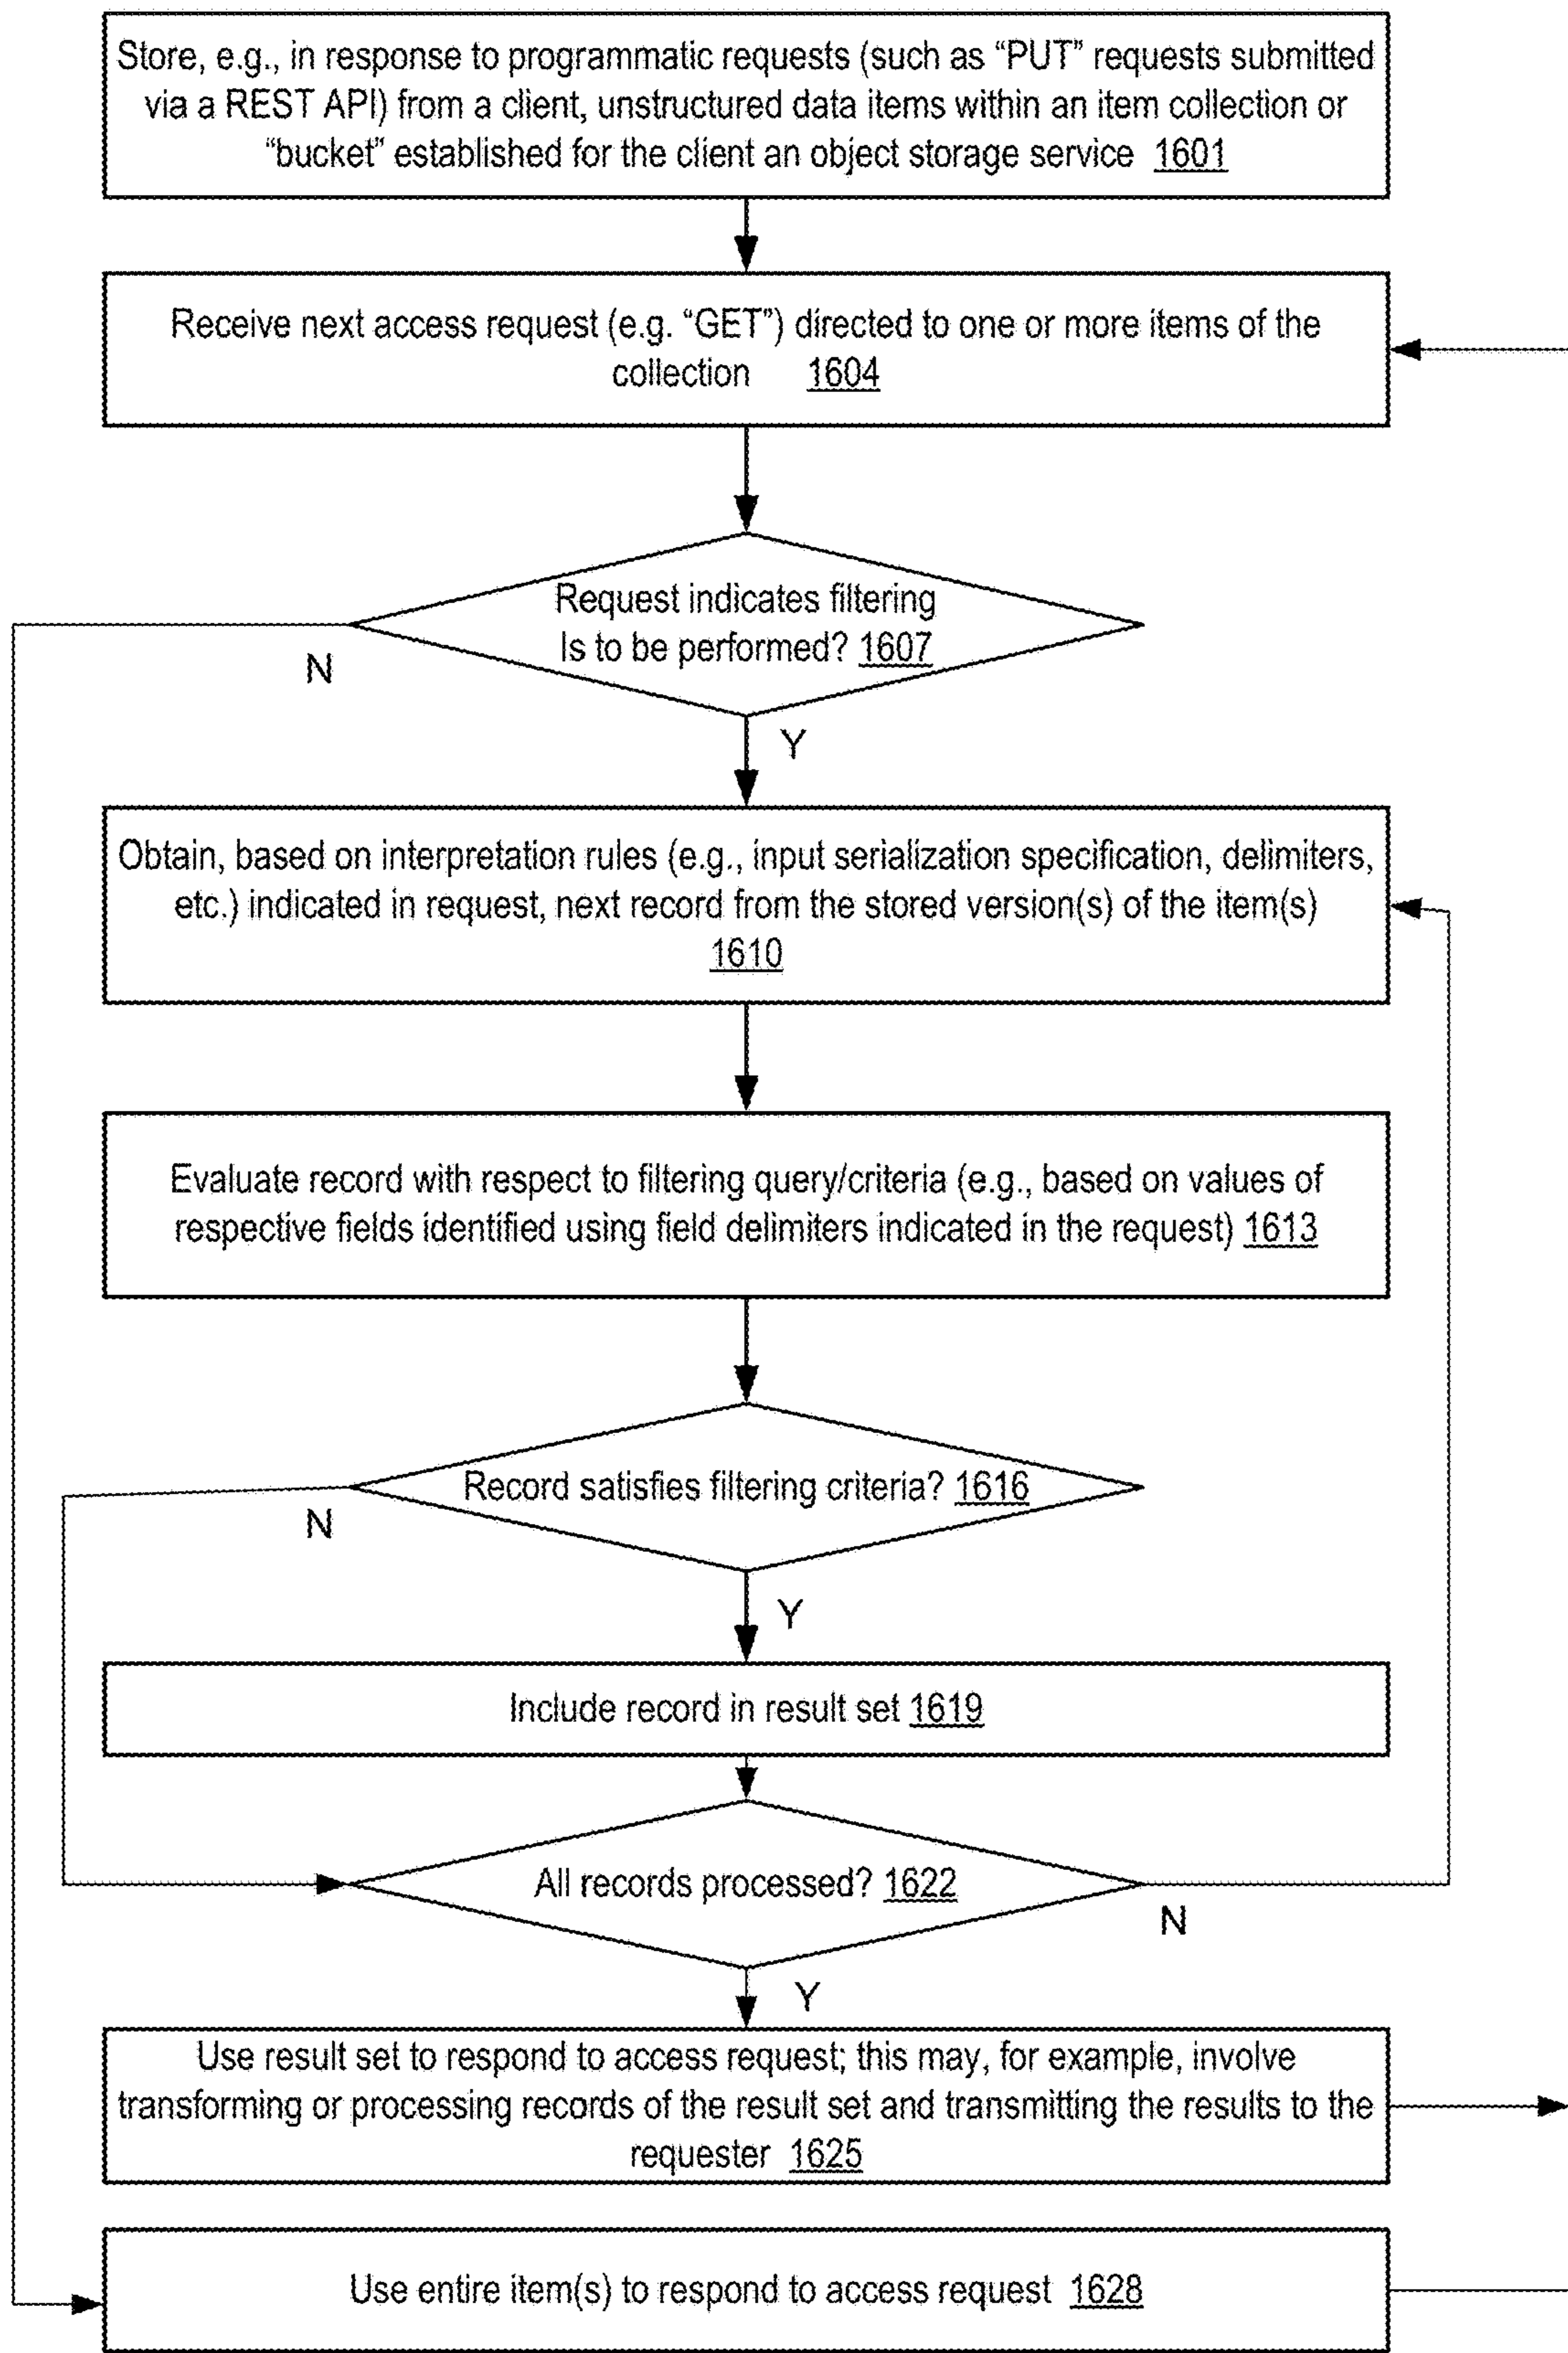 Store, e.g., in response to programmatic requests (such as “PUT” requests submitted
via a REST API) from a client, unstructured data items within an item collection or
“bucket” established for the client an object storage service 1601
Receive next access request (e.g. “GET”) directed to one or more items of the
collection 1604
Request indicates filtering
Is to be performed? 1607
N
Y
Obtain, based on interpretation rules (e.g., input serialization specification, delimiters,
etc.) indicated in request, next record from the stored version(s) of the item(s)
1610
Evaluate record with respect to filtering query/criteria (e.g., based on values of
respective fields identified using field delimiters indicated in the request) 1613
Record satisfies filtering criteria? 1616
N
Y
Include record in result set 1619
All records processed? 1622
N
Y
Use result set to respond to access request; this may, for example, involve
transforming or processing records of the result set and transmitting the results to the
requester 1625
Use entire item(s) to respond to access request 1628